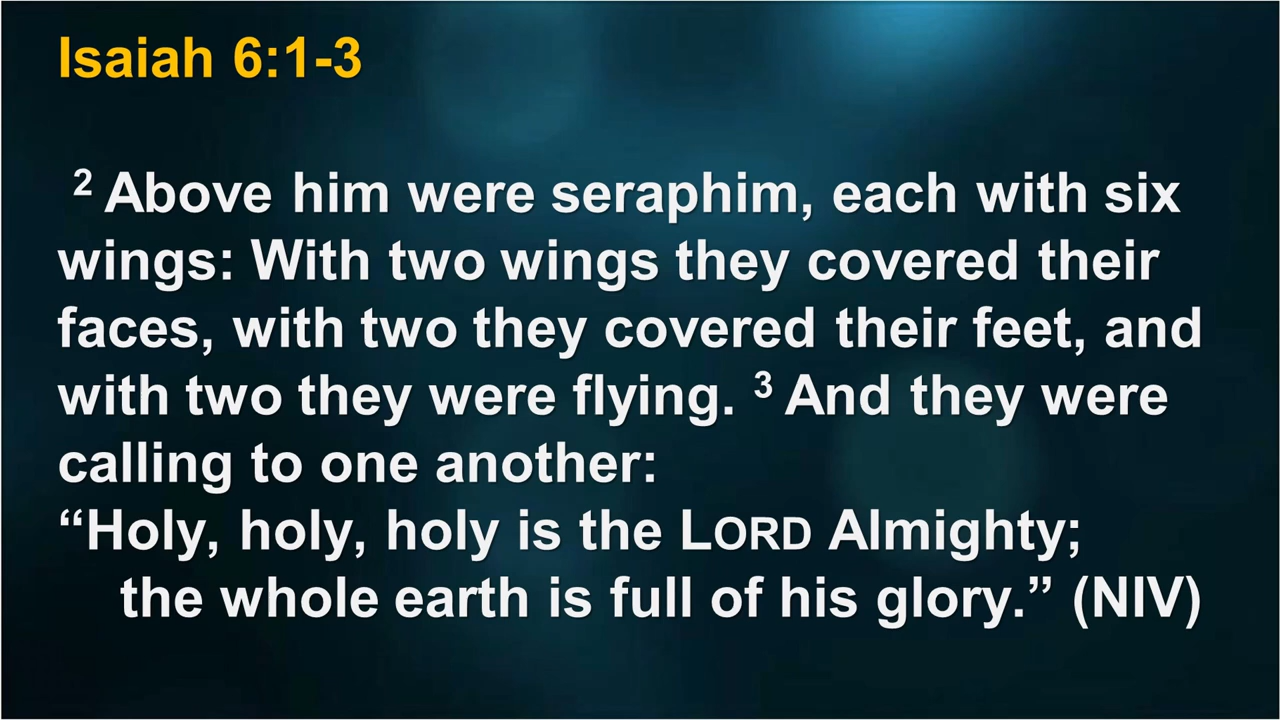 Isaiah 6:1-3
² Above him were seraphim, each with six
wings: With two wings they covered their
faces, with two they covered their feet, and
with two they were flying. ³ And they were
calling to one another:
“Holy, holy, holy is the LORD Almighty;
the whole earth is full of his glory.” (NIV)